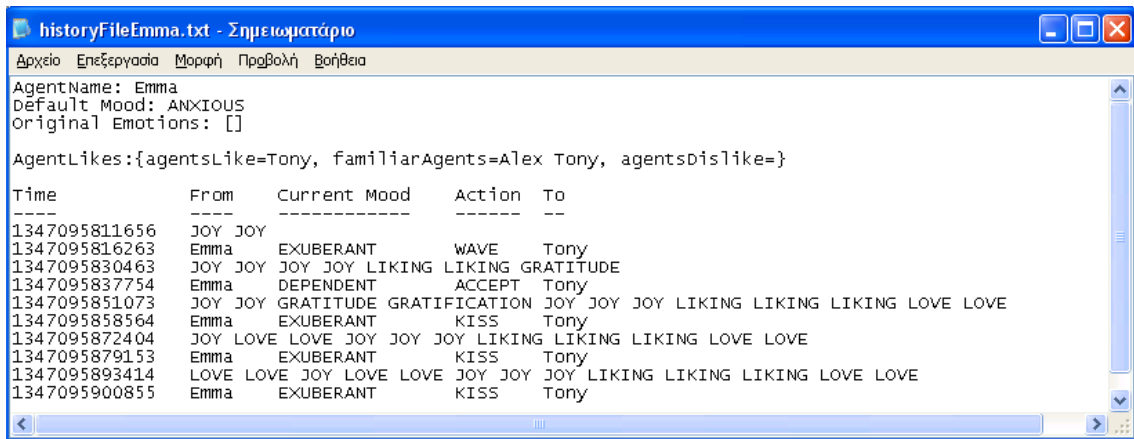 historyFileEmma.txt - Σημειωματάριο
Αρχείο Επεξεργασία Μορφή Προβολή Βοήθεια
AgentName: Emma
Default Mood: ANXIOUS
Original Emotions: []
AgentLikes:{agentsLike=Tony, familiarAgents=Alex Tony, agentsDislike=}
Time From Current Mood Action To
---- ---- ------------ ------ --
1347095811656 JOY JOY
1347095816263 Emma EXUBERANT WAVE Tony
1347095830463 JOY JOY JOY JOY LIKING LIKING GRATITUDE
1347095837754 Emma DEPENDENT ACCEPT Tony
1347095851073 JOY JOY GRATITUDE GRATIFICATION JOY JOY JOY LIKING LIKING LIKING LOVE LOVE
1347095858564 Emma EXUBERANT KISS Tony
1347095872404 JOY LOVE LOVE JOY JOY JOY LIKING LIKING LIKING LOVE LOVE
1347095879153 Emma EXUBERANT KISS Tony
1347095893414 LOVE LOVE JOY LOVE LOVE JOY JOY JOY LIKING LIKING LIKING LOVE LOVE
1347095900855 Emma EXUBERANT KISS Tony